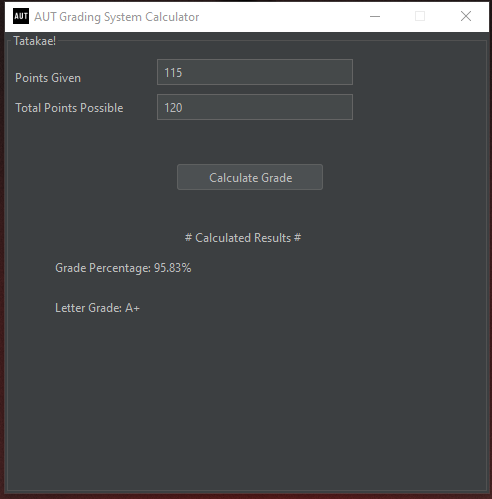 AUT AUT Grading System Calculator
Tatakae!
Points Given 115
Total Points Possible 120
Calculate Grade
# Calculated Results #
Grade Percentage: 95.83%
Letter Grade: A+